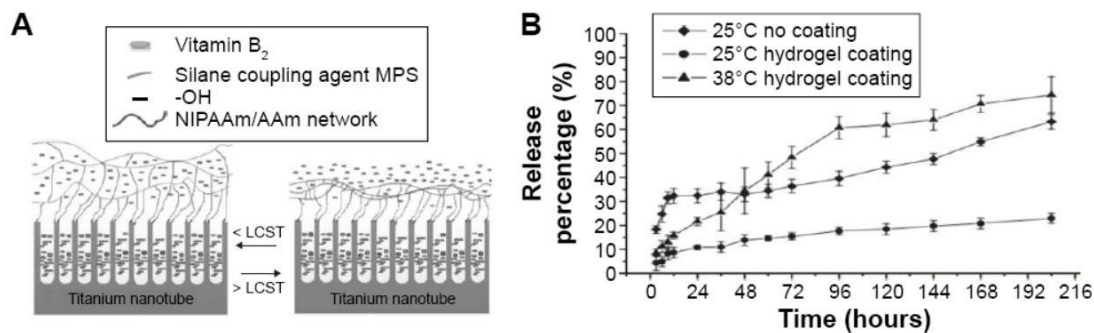 A
Vitamin B2
Silane coupling agent MPS
-OH
NIPAAm/AAm network
< LCST
> LCST
Titanium nanotube
Titanium nanotube
B
25°C no coating
25°C hydrogel coating
38°C hydrogel coating
Release
percentage (%)
100
90
80
70
60
50
40
30
20
10
0
0 24 48 72 96 120 144 168 192 216
Time (hours)